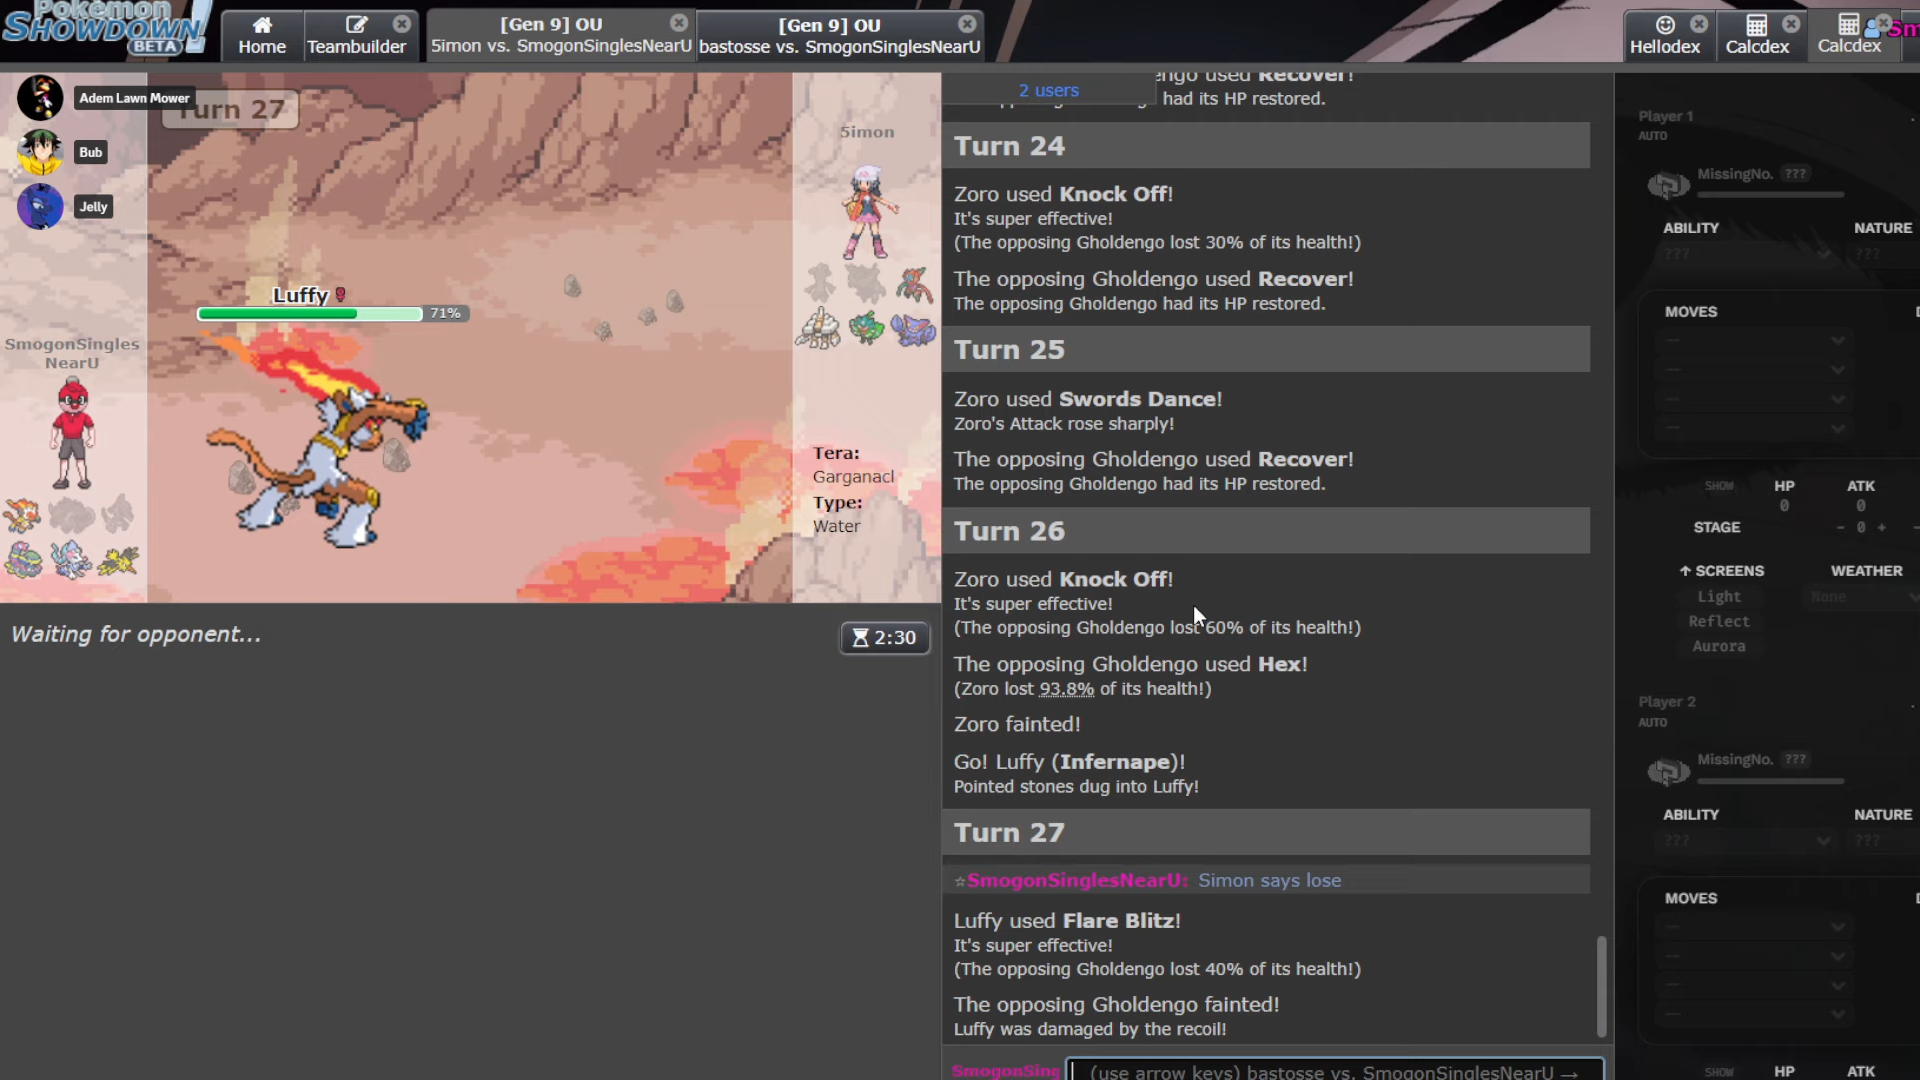 Pokémon
SHOWDOWN!
BETA
Home
Teambuilder
[Gen 9] OU
5imon vs. SmogonSinglesNearU
[Gen 9] OU
bastosse vs. SmogonSinglesNearU
Hellodex
Calcdex
Calcdex
Adem Lawn Mower
Bub
Jelly
Turn 27
5imon
Luffy
71%
SmogonSingles
NearU
Tera:
Garganacl
Type:
Water
Waiting for opponent...
2:30
2 users
used Recover!
had its HP restored.
Turn 24
Zoro used Knock Off!
It's super effective!
(The opposing Gholdengo lost 30% of its health!)
The opposing Gholdengo used Recover!
The opposing Gholdengo had its HP restored.
Turn 25
Zoro used Swords Dance!
Zoro's Attack rose sharply!
The opposing Gholdengo used Recover!
The opposing Gholdengo had its HP restored.
Turn 26
Zoro used Knock Off!
It's super effective!
(The opposing Gholdengo lost 60% of its health!)
The opposing Gholdengo used Hex!
(Zoro lost 93.8% of its health!)
Zoro fainted!
Go! Luffy (Infernape)!
Pointed stones dug into Luffy!
Turn 27
☆SmogonSinglesNearU: Simon says lose
Luffy used Flare Blitz!
It's super effective!
(The opposing Gholdengo lost 40% of its health!)
The opposing Gholdengo fainted!
Luffy was damaged by the recoil!
SmogonSing
(use arrow keys) bastosse vs. SmogonSinglesNearU →
Player 1
AUTO
MissingNo. ???
ABILITY
NATURE
???
???
MOVES
SHOW
HP
ATK
0
0
STAGE
- 0 +
↑ SCREENS
WEATHER
Light
None
Reflect
Aurora
Player 2
AUTO
MissingNo. ???
ABILITY
NATURE
???
???
MOVES
SHOW
HP
ATK